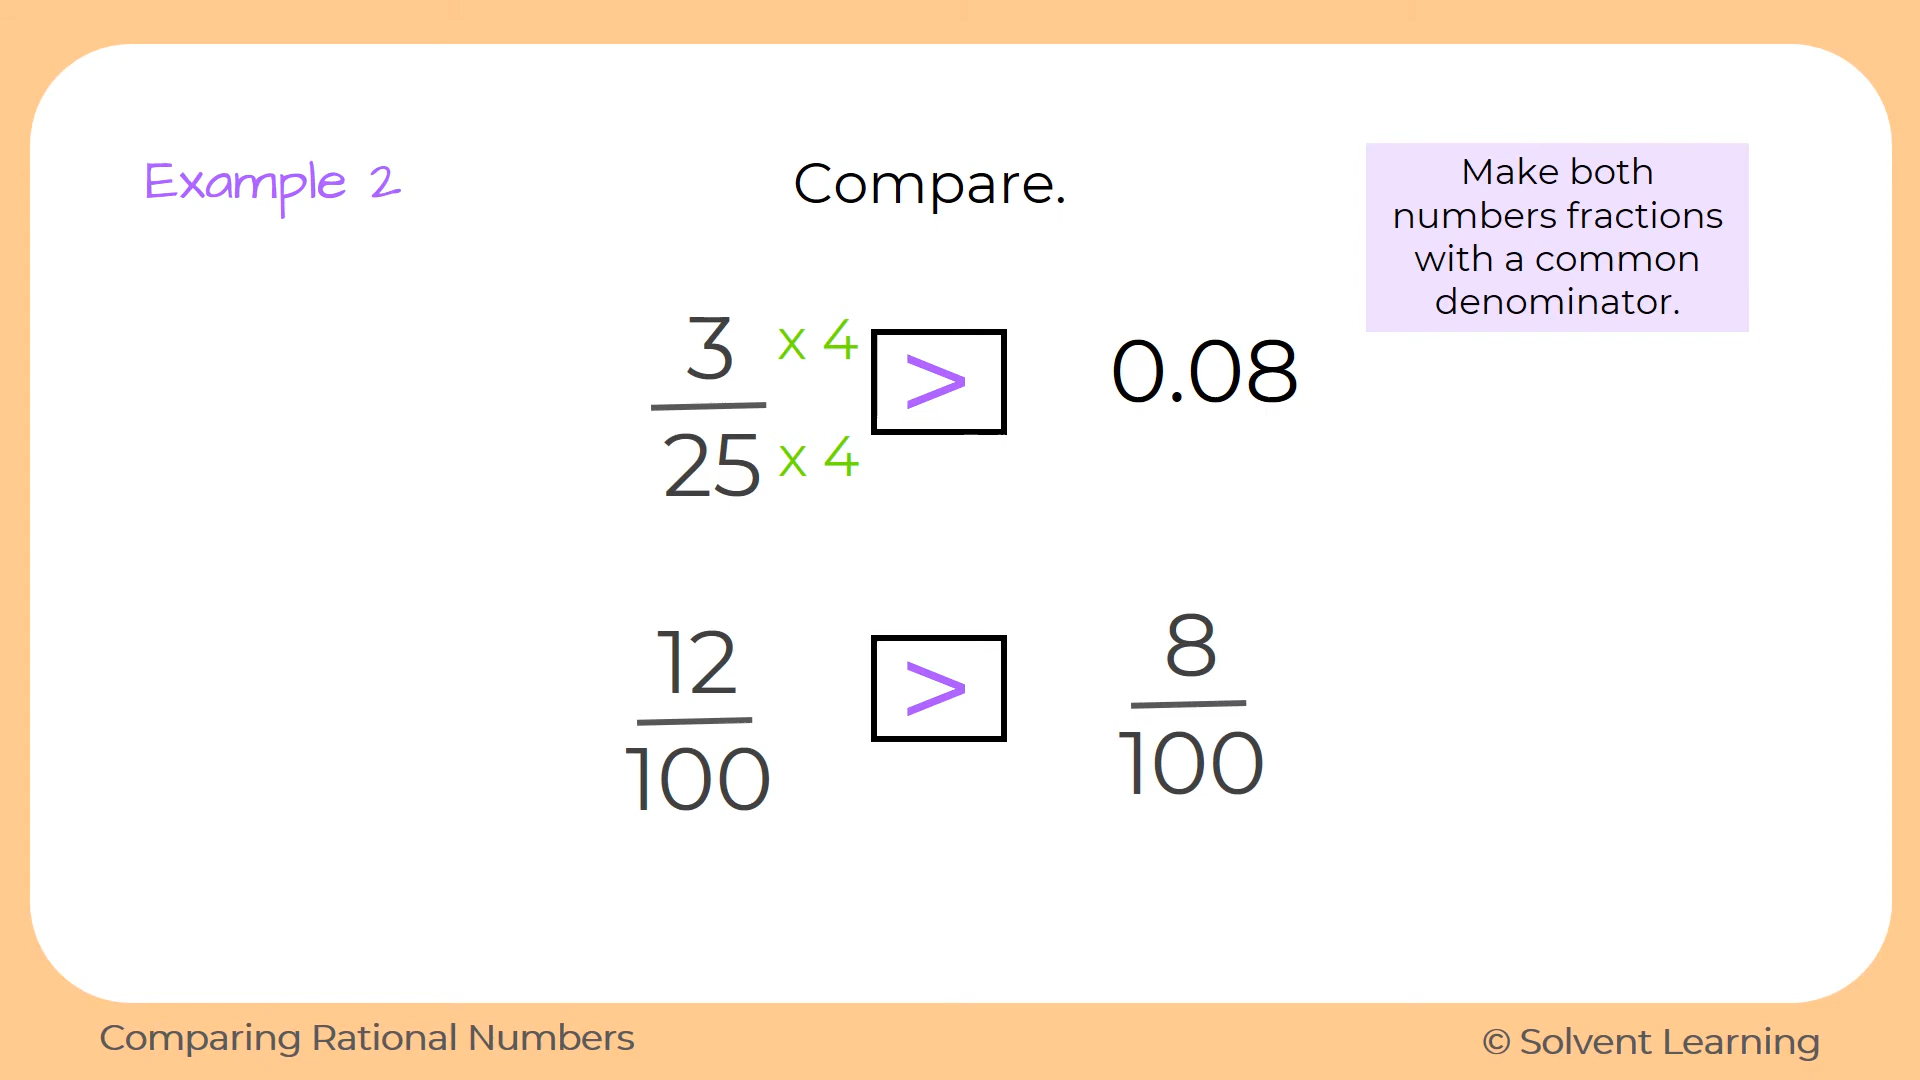 Example 2
Compare.
Make both
numbers fractions
with a common
denominator.
3 x 4
25 x 4
>
0.08
12
100
>
8
100
Comparing Rational Numbers
© Solvent Learning